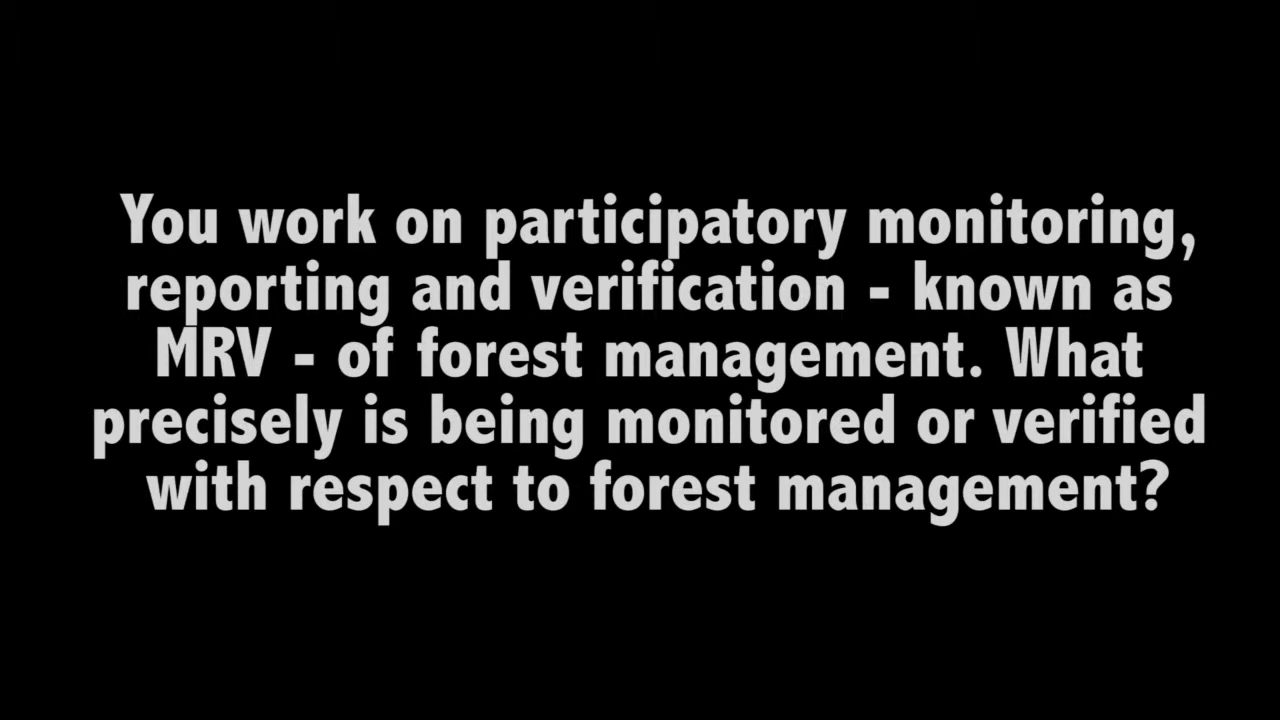 You work on participatory monitoring,
reporting and verification - known as
MRV - of forest management. What
precisely is being monitored or verified
with respect to forest management?